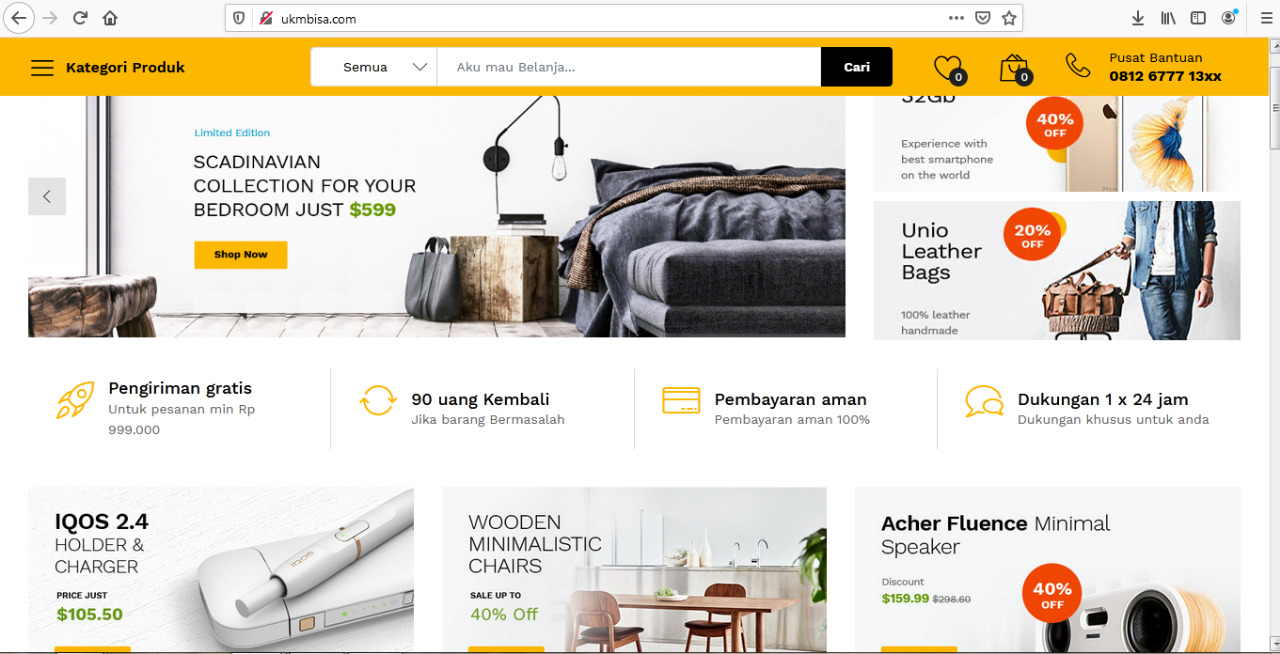 ukmbisa.com
Kategori Produk
Semua
Aku mau Belanja...
Cari
0
0
Pusat Bantuan
0812 6777 13xx
Limited Edition
SCADINAVIAN
COLLECTION FOR YOUR
BEDROOM JUST $599
Shop Now
32Gb
Experience with
best smartphone
on the world
40%
OFF
Unio
Leather
Bags
100% leather
handmade
20%
OFF
Pengiriman gratis
Untuk pesanan min Rp
999.000
90 uang Kembali
Jika barang Bermasalah
Pembayaran aman
Pembayaran aman 100%
Dukungan 1 x 24 jam
Dukungan khusus untuk anda
IQOS 2.4
HOLDER &
CHARGER
PRICE JUST
$105.50
IQOS
WOODEN
MINIMALISTIC
CHAIRS
SALE UP TO
40% Off
Acher Fluence Minimal
Speaker
Discount
$159.99 $298.60
40%
OFF